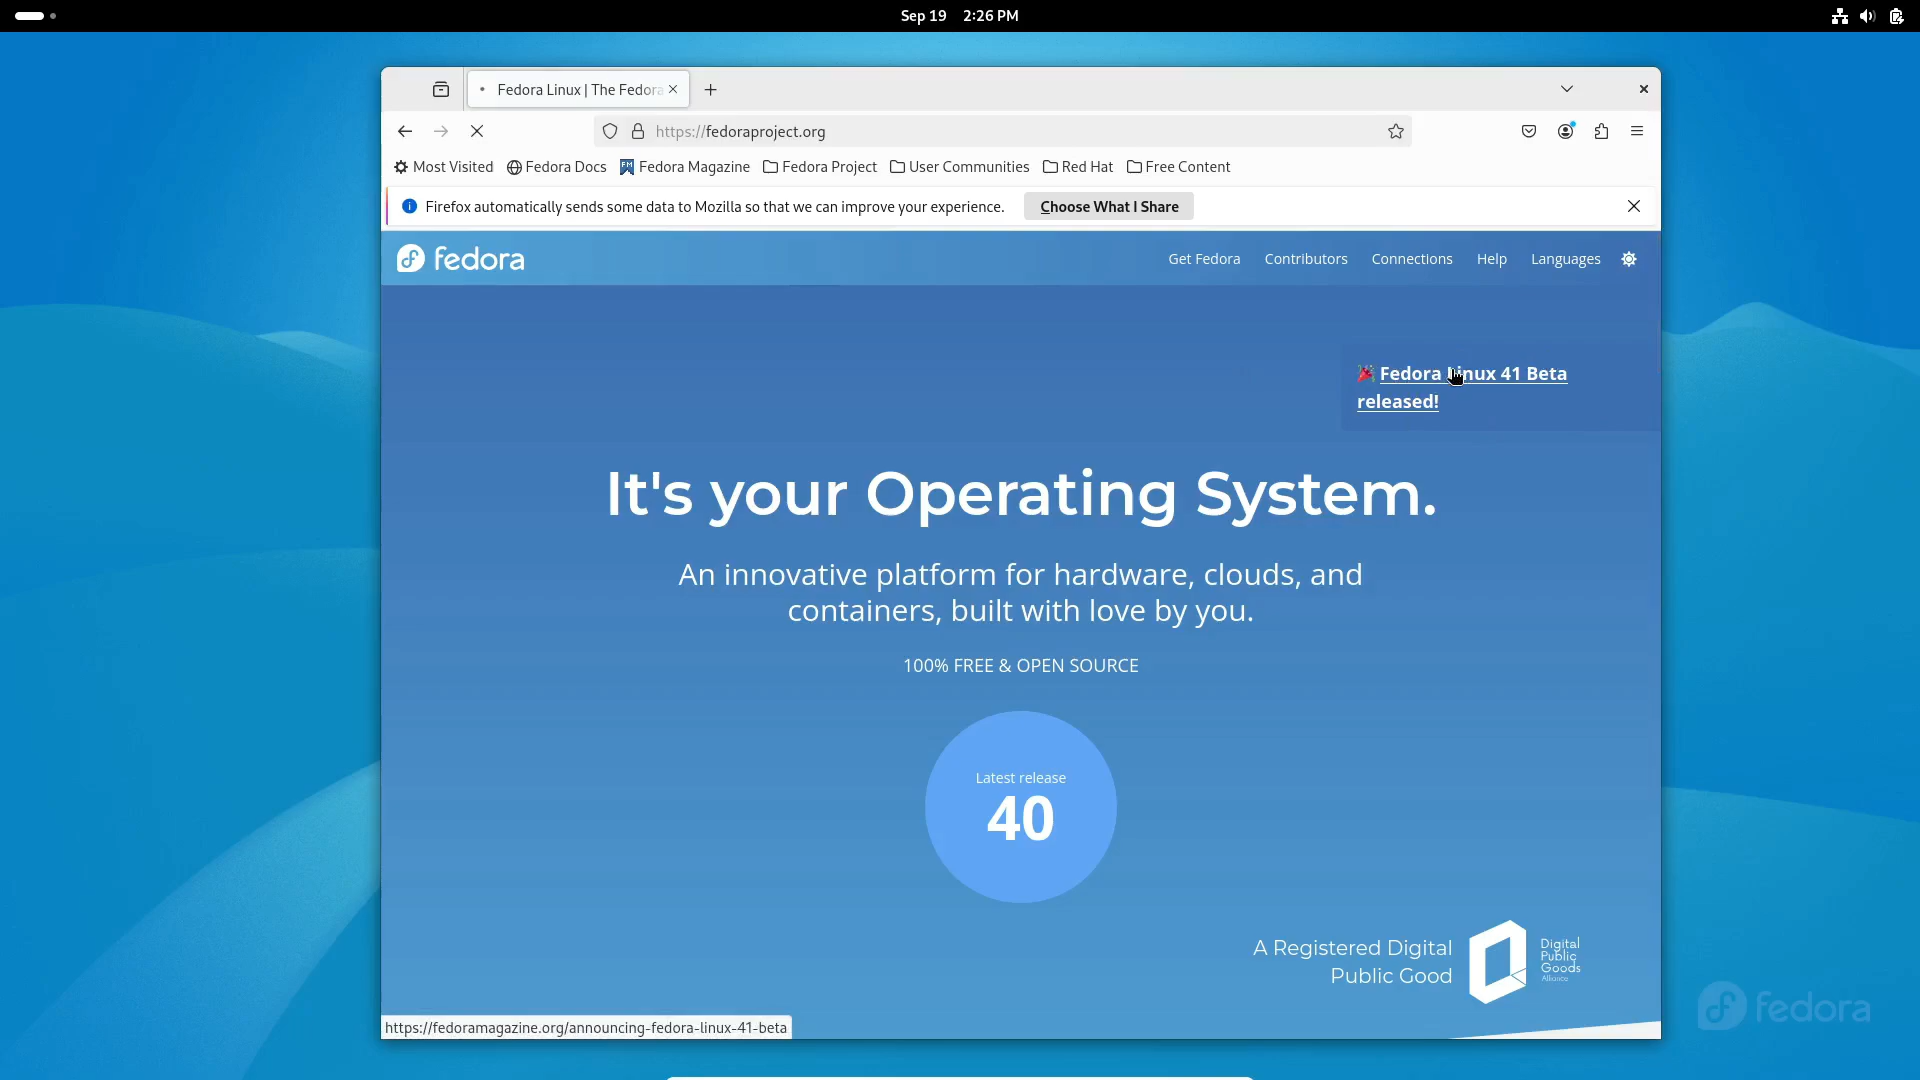 Sep 19 2:26 PM
Fedora Linux | The Fedora
https://fedoraproject.org
Most Visited Fedora Docs Fedora Magazine Fedora Project User Communities Red Hat Free Content
Firefox automatically sends some data to Mozilla so that we can improve your experience. Choose What I Share
fedora Get Fedora Contributors Connections Help Languages
Fedora Linux 41 Beta
released!
It's your Operating System.
An innovative platform for hardware, clouds, and
containers, built with love by you.
100% FREE & OPEN SOURCE
Latest release
40
A Registered Digital
Public Good
Digital
Public
Goods
Alliance
https://fedoramagazine.org/announcing-fedora-linux-41-beta
fedora